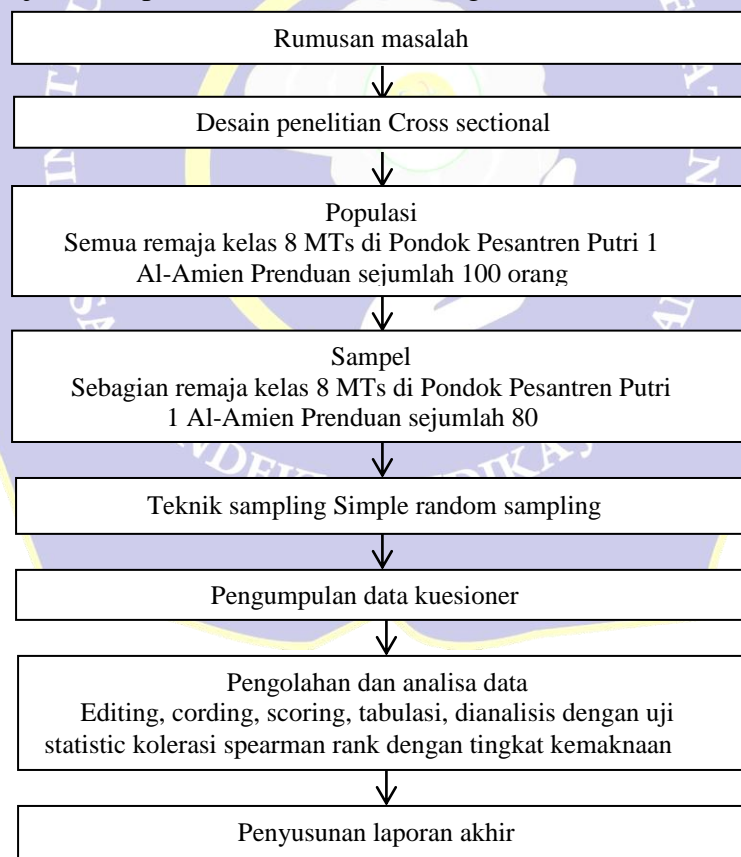 Rumusan masalah
Desain penelitian Cross sectional
Populasi
Semua remaja kelas 8 MTs di Pondok Pesantren Putri 1
Al-Amien Prenduan sejumlah 100 orang
Sampel
Sebagian remaja kelas 8 MTs di Pondok Pesantren Putri
1 Al-Amien Prenduan sejumlah 80
Teknik sampling Simple random sampling
Pengumpulan data kuesioner
Pengolahan dan analisa data
Editing, cording, scoring, tabulasi, dianalisis dengan uji
statistic kolerasi spearman rank dengan tingkat kemaknaan
Penyusunan laporan akhir